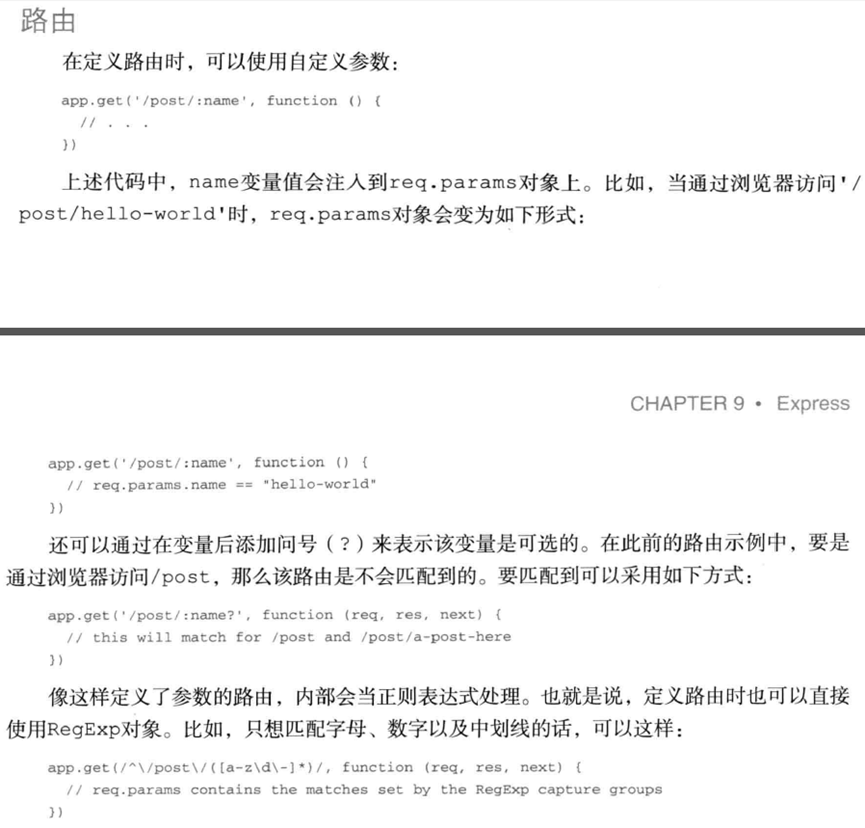 路由
在定义路由时，可以使用自定义参数：
app.get('/post/:name', function () {
// . . .
})
上述代码中，name变量值会注入到req.params对象上。比如，当通过浏览器访问'/
post/hello-world'时，req.params对象会变为如下形式：
CHAPTER 9 • Express
app.get('/post/:name', function () {
// req.params.name == "hello-world"
})
还可以通过在变量后添加问号（?）来表示该变量是可选的。在此前的路由示例中，要是
通过浏览器访问/post，那么该路由是不会匹配到的。要匹配到可以采用如下方式：
app.get('/post/:name?', function (req, res, next) {
// this will match for /post and /post/a-post-here
})
像这样定义了参数的路由，内部会当正则表达式处理。也就是说，定义路由时也可以直接
使用RegExp对象。比如，只想匹配字母、数字以及中划线的话，可以这样：
app.get(/^\/post\/([a-z\d\-]*)/, function (req, res, next) {
// req.params contains the matches set by the RegExp capture groups
})